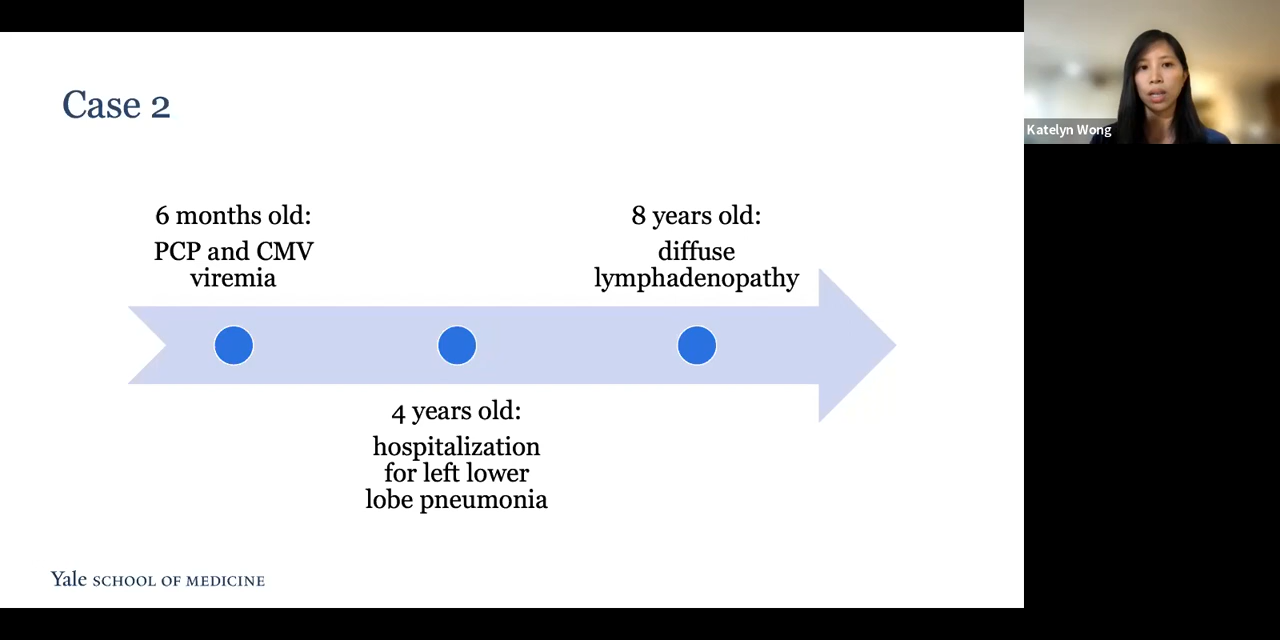 Case 2
6 months old:
PCP and CMV
viremia
8 years old:
diffuse
lymphadenopathy
4 years old:
hospitalization
for left lower
lobe pneumonia
Yale SCHOOL OF MEDICINE
Katelyn Wong